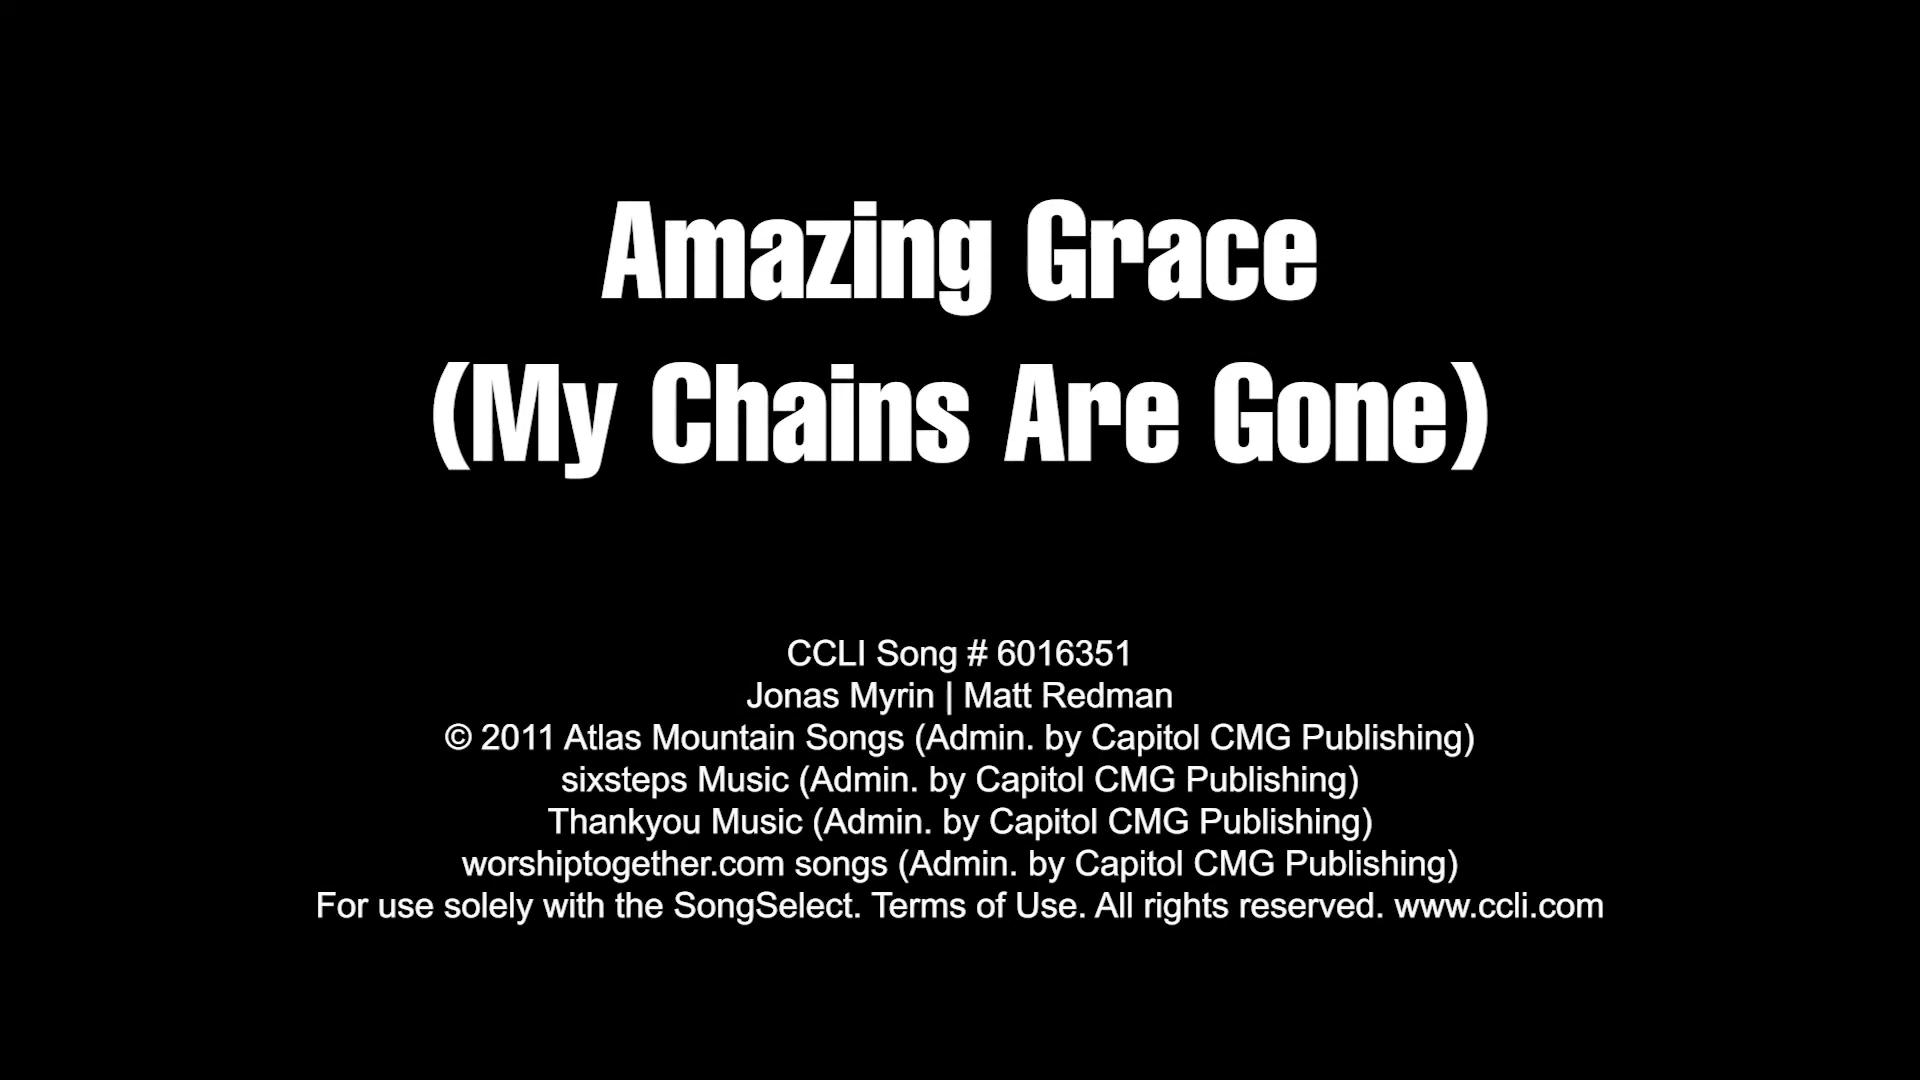 Amazing Grace
(My Chains Are Gone)
CCLI Song # 6016351
Jonas Myrin | Matt Redman
© 2011 Atlas Mountain Songs (Admin. by Capitol CMG Publishing)
sixsteps Music (Admin. by Capitol CMG Publishing)
Thankyou Music (Admin. by Capitol CMG Publishing)
worshiptogether.com songs (Admin. by Capitol CMG Publishing)
For use solely with the SongSelect. Terms of Use. All rights reserved. www.ccli.com